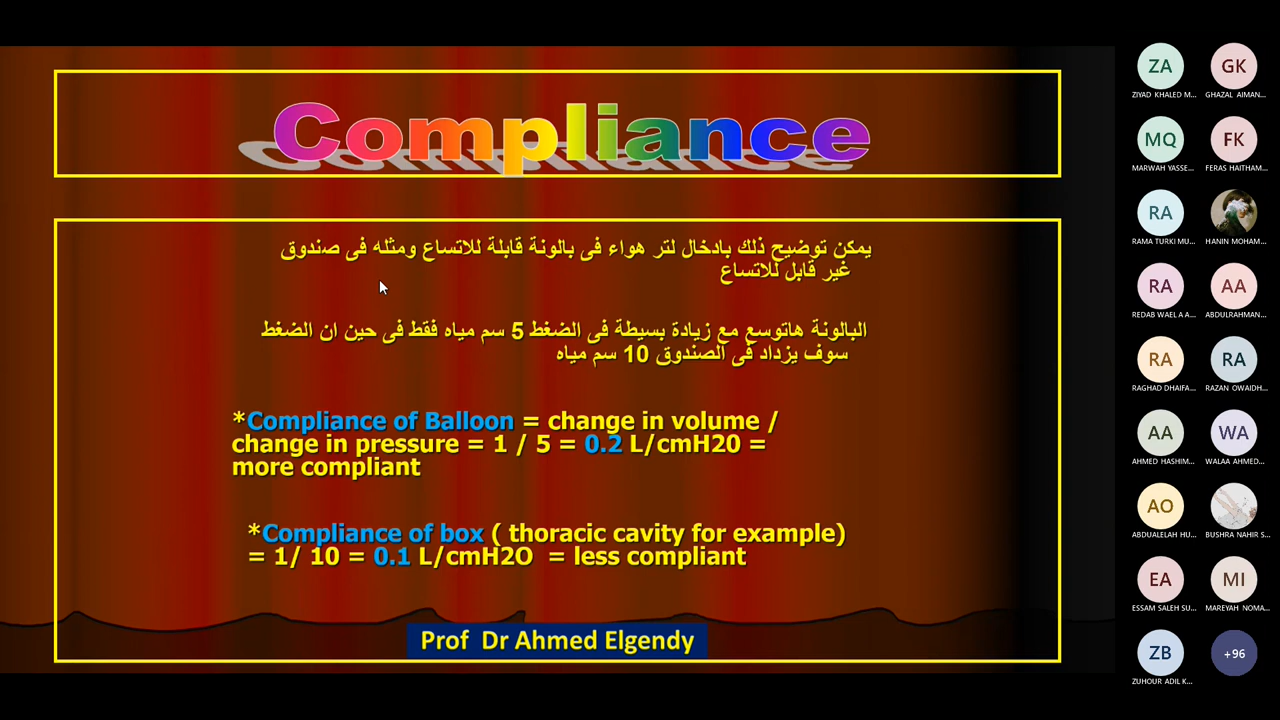 Compliance
يمكن توضيح ذلك بادخال لتر هواء فى بالونة قابلة للاتساع ومثله فى صندوق
غير قابل للاتساع
البالونة هاتوسع مع زيادة بسيطة فى الضغط 5 سم مياه فقط فى حين ان الضغط
سوف يزداد فى الصندوق 10 سم مياه
*Compliance of Balloon = change in volume /
change in pressure = 1 / 5 = 0.2 L/cmH20 =
more compliant
*Compliance of box ( thoracic cavity for example)
= 1/ 10 = 0.1 L/cmH2O = less compliant
Prof Dr Ahmed Elgendy
ZA
ZIYAD KHALED M...
GK
GHAZAL AIMAN...
MQ
MARWAH YASSE...
FK
FERAS HAITHAM...
RA
RAMA TURKI MU...
HANIN MOHAM...
RA
REDAB WAEL A A...
AA
ABDULRAHMAN...
RA
RAGHAD DHAIFA...
RA
RAZAN OWAIDH...
AA
AHMED HASHIM...
WA
WALAA AHMED...
AO
ABDUALELAH HU...
BUSHRA NAHIR S...
EA
ESSAM SALEH SU...
MI
MAREYAH NOMA...
ZB
ZUHOUR ADIL K...
+96